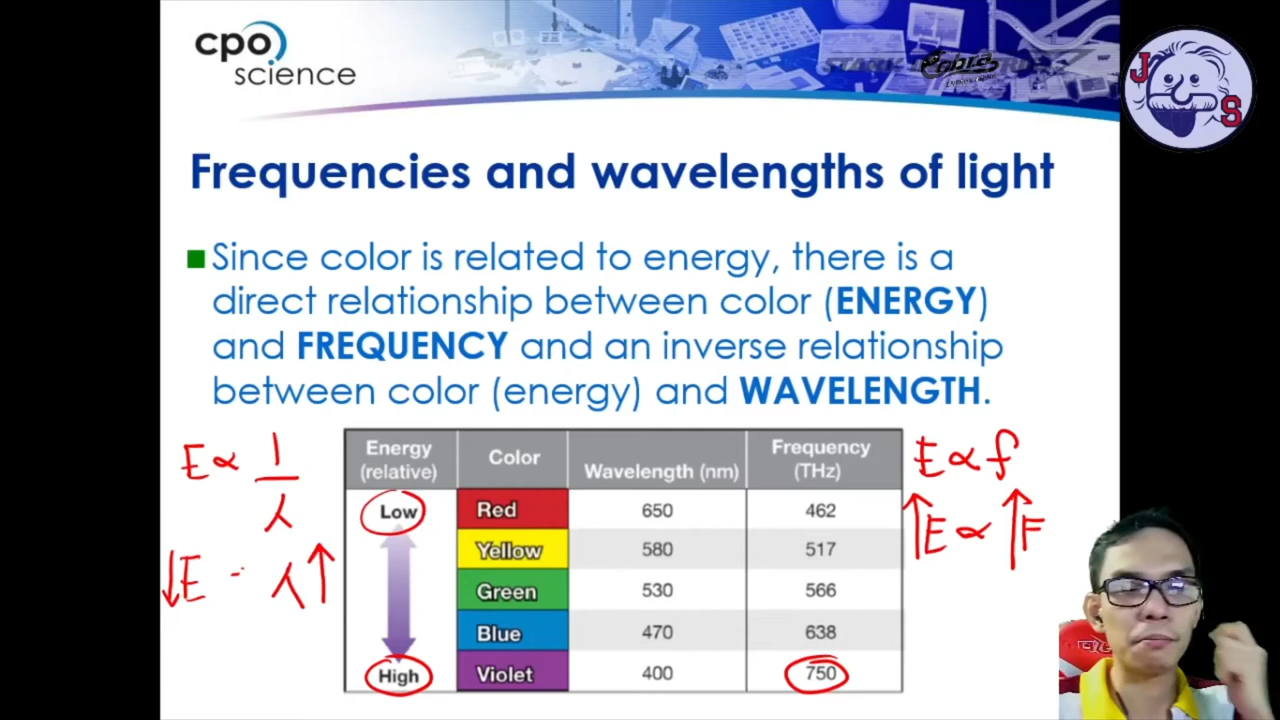 cpo
science
Cobra
J
S
Frequencies and wavelengths of light
Since color is related to energy, there is a
direct relationship between color (ENERGY)
and FREQUENCY and an inverse relationship
between color (energy) and WAVELENGTH.
E ∝ 1/λ
↓E λ↑
Energy (relative) Color Wavelength (nm) Frequency (THz)
Low Red 650 462
Yellow 580 517
Green 530 566
Blue 470 638
High Violet 400 750
E ∝ f
↑E ∝ ↑F